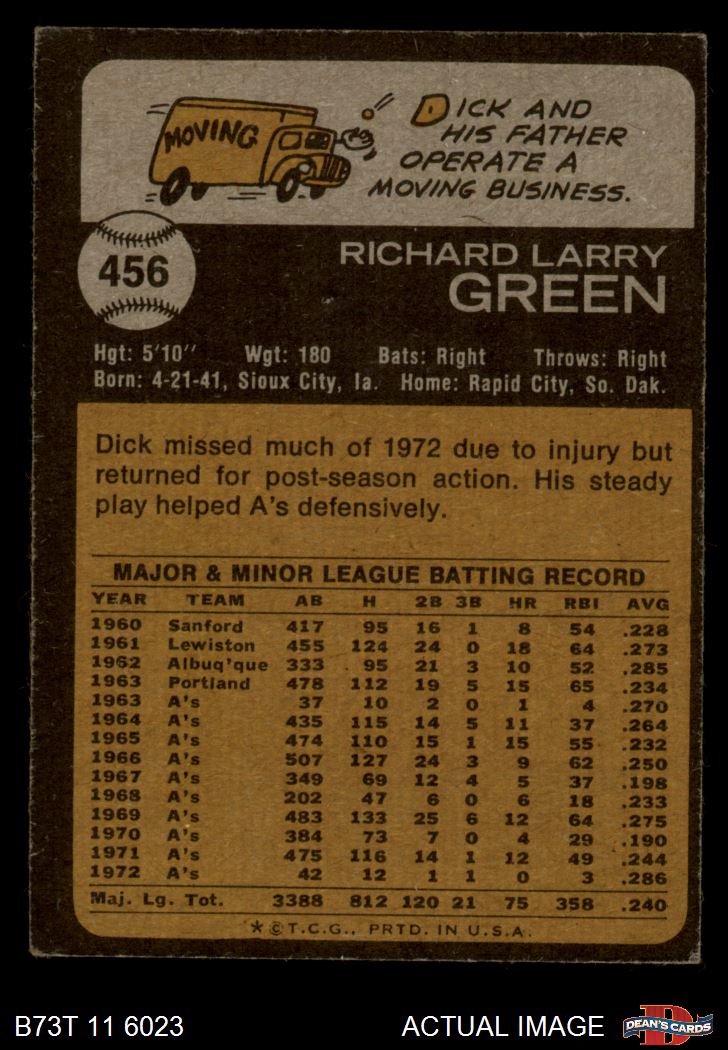 MOVING
DICK AND
HIS FATHER
OPERATE A
MOVING BUSINESS.
456
RICHARD LARRY
GREEN
Hgt: 5'10" Wgt: 180 Bats: Right Throws: Right
Born: 4-21-41, Sioux City, Ia. Home: Rapid City, So. Dak.
Dick missed much of 1972 due to injury but
returned for post-season action. His steady
play helped A's defensively.
MAJOR & MINOR LEAGUE BATTING RECORD
YEAR TEAM AB H 2B 3B HR RBI AVG
1960 Sanford 417 95 16 1 8 54 .228
1961 Lewiston 455 124 24 0 18 64 .273
1962 Albuq'que 333 95 21 3 10 52 .285
1963 Portland 478 112 19 5 15 65 .234
1963 A's 37 10 2 0 1 4 .270
1964 A's 435 115 14 5 11 37 .264
1965 A's 474 110 15 1 15 55 .232
1966 A's 507 127 24 3 9 62 .250
1967 A's 349 69 12 4 5 37 .198
1968 A's 202 47 6 0 6 18 .233
1969 A's 483 133 25 6 12 64 .275
1970 A's 384 73 7 0 4 29 .190
1971 A's 475 116 14 1 12 49 .244
1972 A's 42 12 1 1 0 3 .286
Maj. Lg. Tot. 3388 812 120 21 75 358 .240
*©T.C.G., PRTD. IN U.S.A.
B73T 11 6023 ACTUAL IMAGE D DEAN'S CARDS